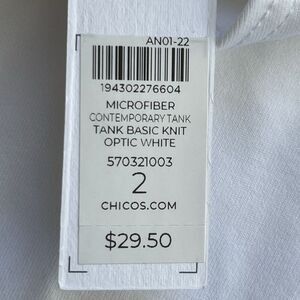 AN01-22
194302276604
MICROFIBER
CONTEMPORARY TANK
TANK BASIC KNIT
OPTIC WHITE
570321003
2
CHICOS.COM
$29.50